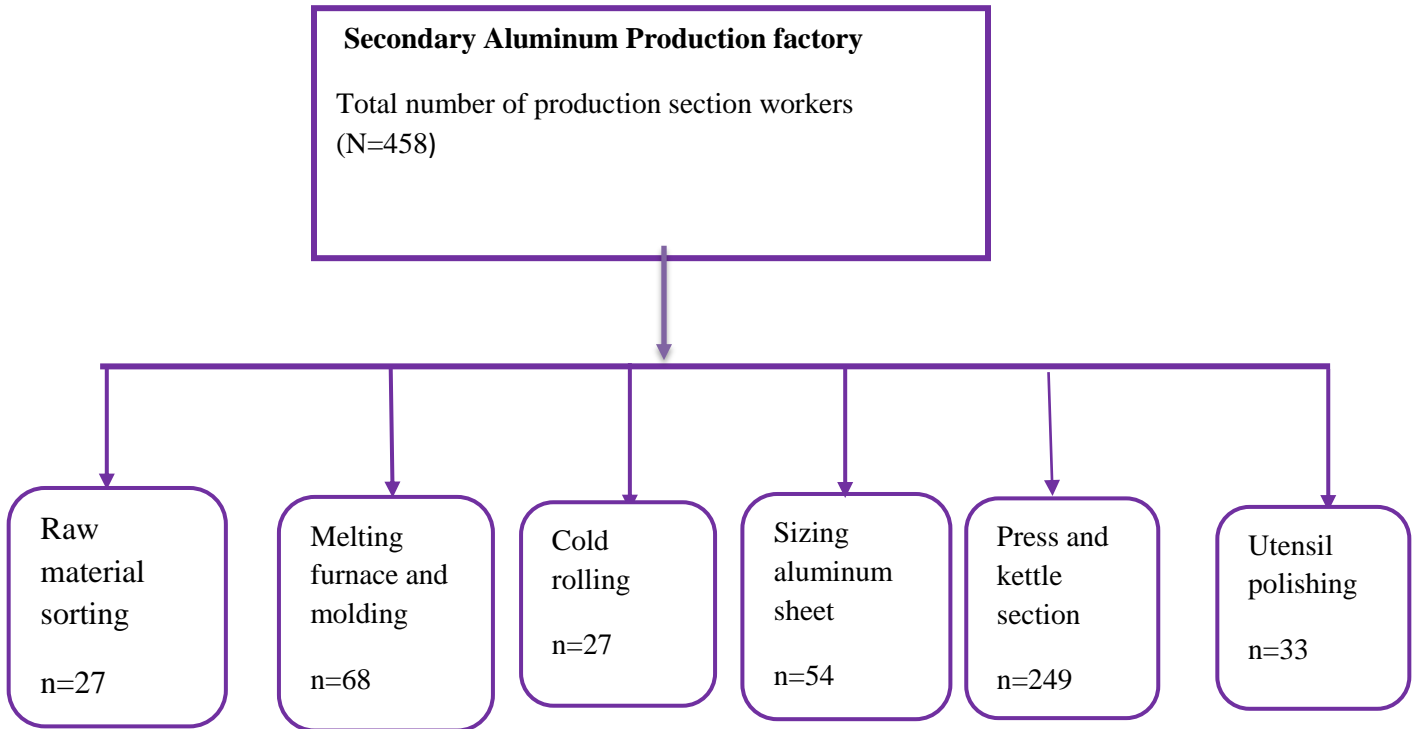 Secondary Aluminum Production factory
Total number of production section workers
(N=458)
Raw
material
sorting
n=27
Melting
furnace and
molding
n=68
Cold
rolling
n=27
Sizing
aluminum
sheet
n=54
Press and
kettle
section
n=249
Utensil
polishing
n=33